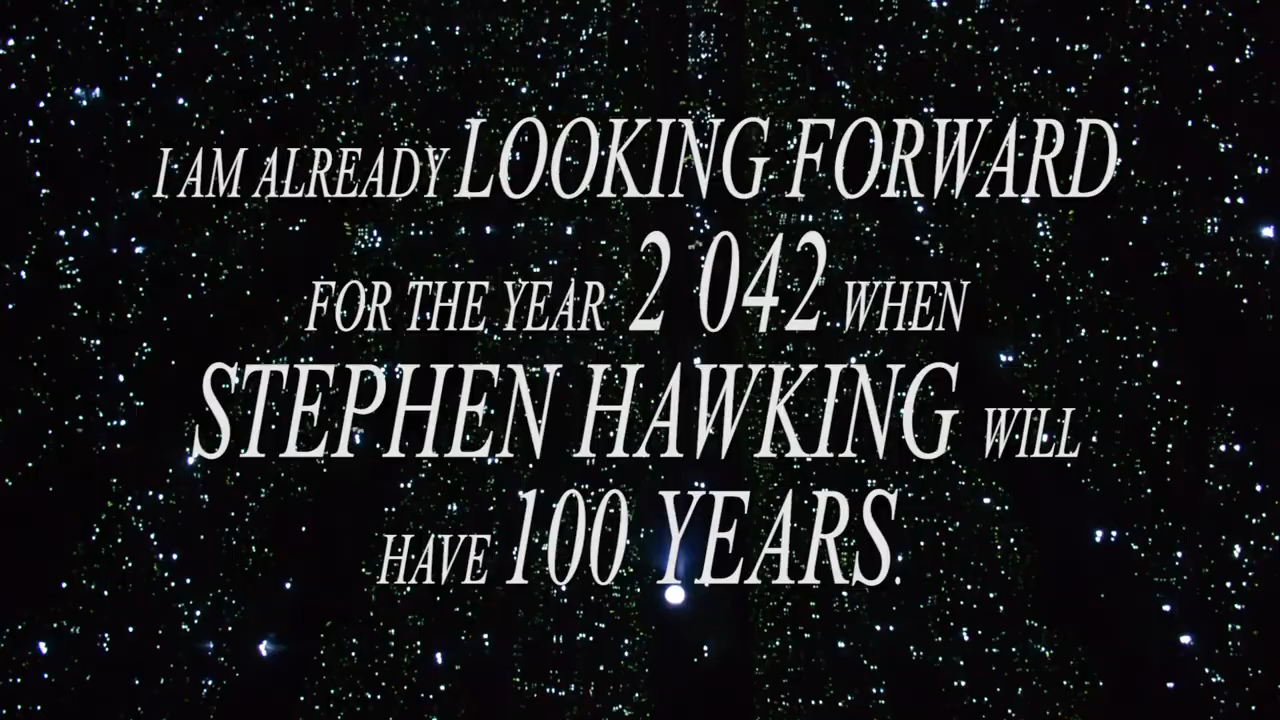 I AM ALREADY LOOKING FORWARD
FOR THE YEAR 2 042 WHEN
STEPHEN HAWKING WILL
HAVE 100 YEARS.